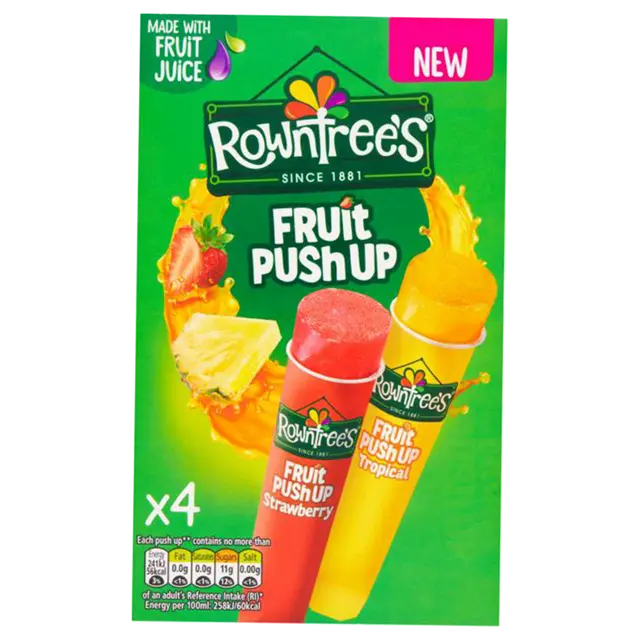 MADE WITH
FRUiT
JUiCE
NEW
ROWNTREE'S®
SINCE 1881
FRUiT
PUSH UP
ROWNTREE'S
SINCE 1881
FRUiT
PUSH UP
Tropical
ROWNTREE'S
SINCE 1881
FRUiT
PUSH UP
Strawberry
x4
Each push up** contains no more than
Energy Fat Saturates Sugars Salt
241kJ 0.0g 0.0g 11g 0.00g
56kcal
3% <1% <1% 12% <1%
of an adult's Reference Intake (RI)*
Energy per 100ml: 258kJ/60kcal